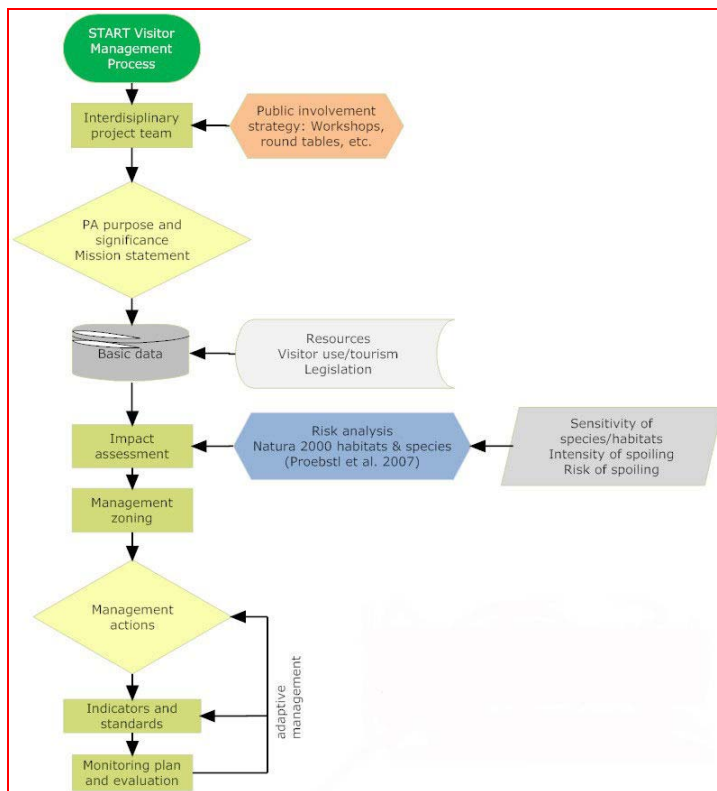 START Visitor
Management
Process
Interdisiplinary
project team
Public involvement
strategy: Workshops,
round tables, etc.
PA purpose and
significance
Mission statement
Basic data
Resources
Visitor use/tourism
Legislation
Impact
assessment
Risk analysis
Natura 2000 habitats & species
(Proebstl et al. 2007)
Sensitivity of
species/habitats
Intensity of spoiling
Risk of spoiling
Management
zoning
Management
actions
adaptive
management
Indicators and
standards
Monitoring plan
and evaluation